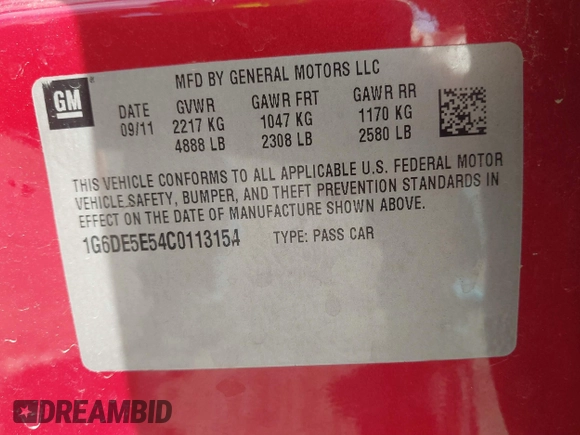 GM
®
MFD BY GENERAL MOTORS LLC
DATE GVWR GAWR FRT GAWR RR
09/11 2217 KG 1047 KG 1170 KG
4888 LB 2308 LB 2580 LB
THIS VEHICLE CONFORMS TO ALL APPLICABLE U.S. FEDERAL MOTOR
VEHICLE SAFETY, BUMPER, AND THEFT PREVENTION STANDARDS IN
EFFECT ON THE DATE OF MANUFACTURE SHOWN ABOVE.
1G6DE5E54C0113154 TYPE: PASS CAR
DREAMBID